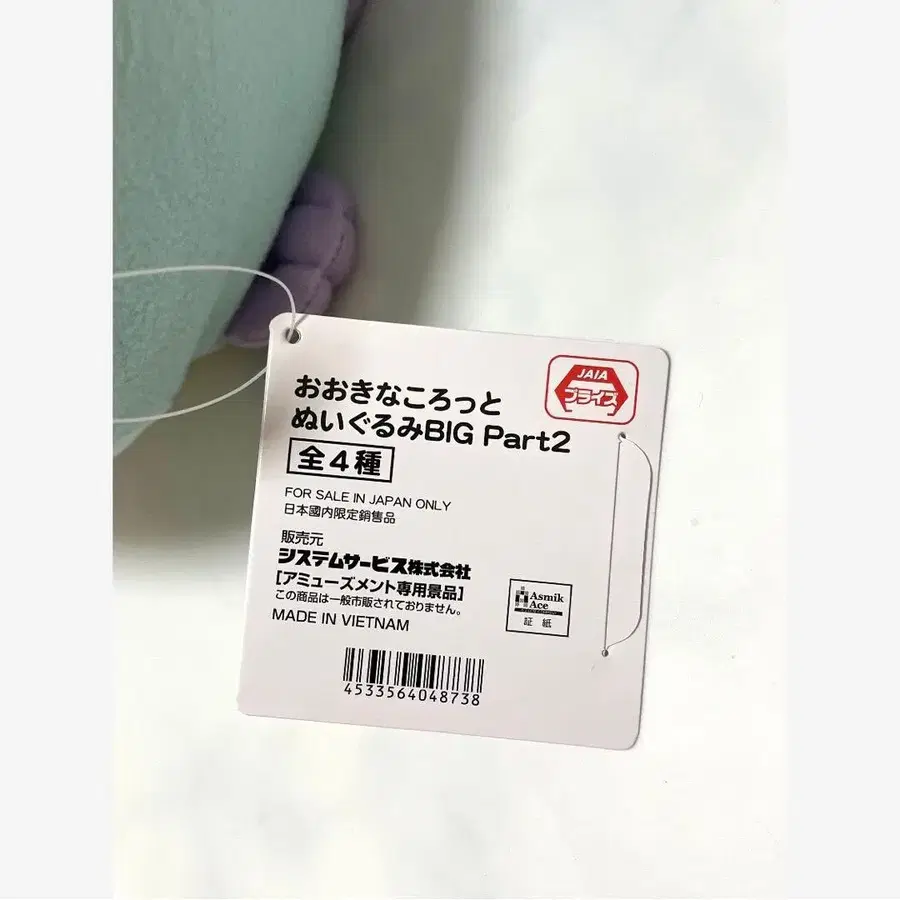 JAIA
プライズ
おおきなころっと
ぬいぐるみBIG Part2
全4種
FOR SALE IN JAPAN ONLY
日本國内限定銷售品
販売元
システムサービス株式会社
[アミューズメント専用景品]
この商品は一般市販されておりません。
MADE IN VIETNAM
Asmik
Ace
証紙
4533564048738